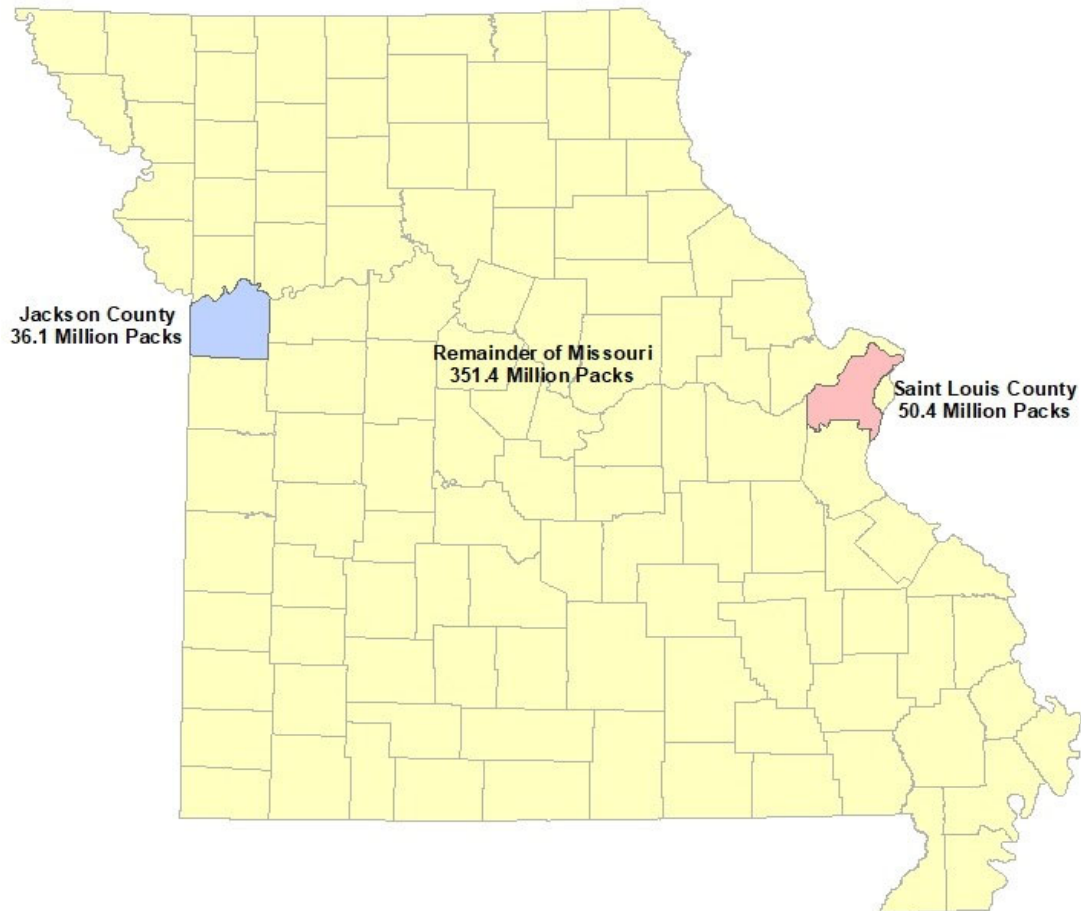 Jackson County
36.1 Million Packs
Remainder of Missouri
351.4 Million Packs
Saint Louis County
50.4 Million Packs